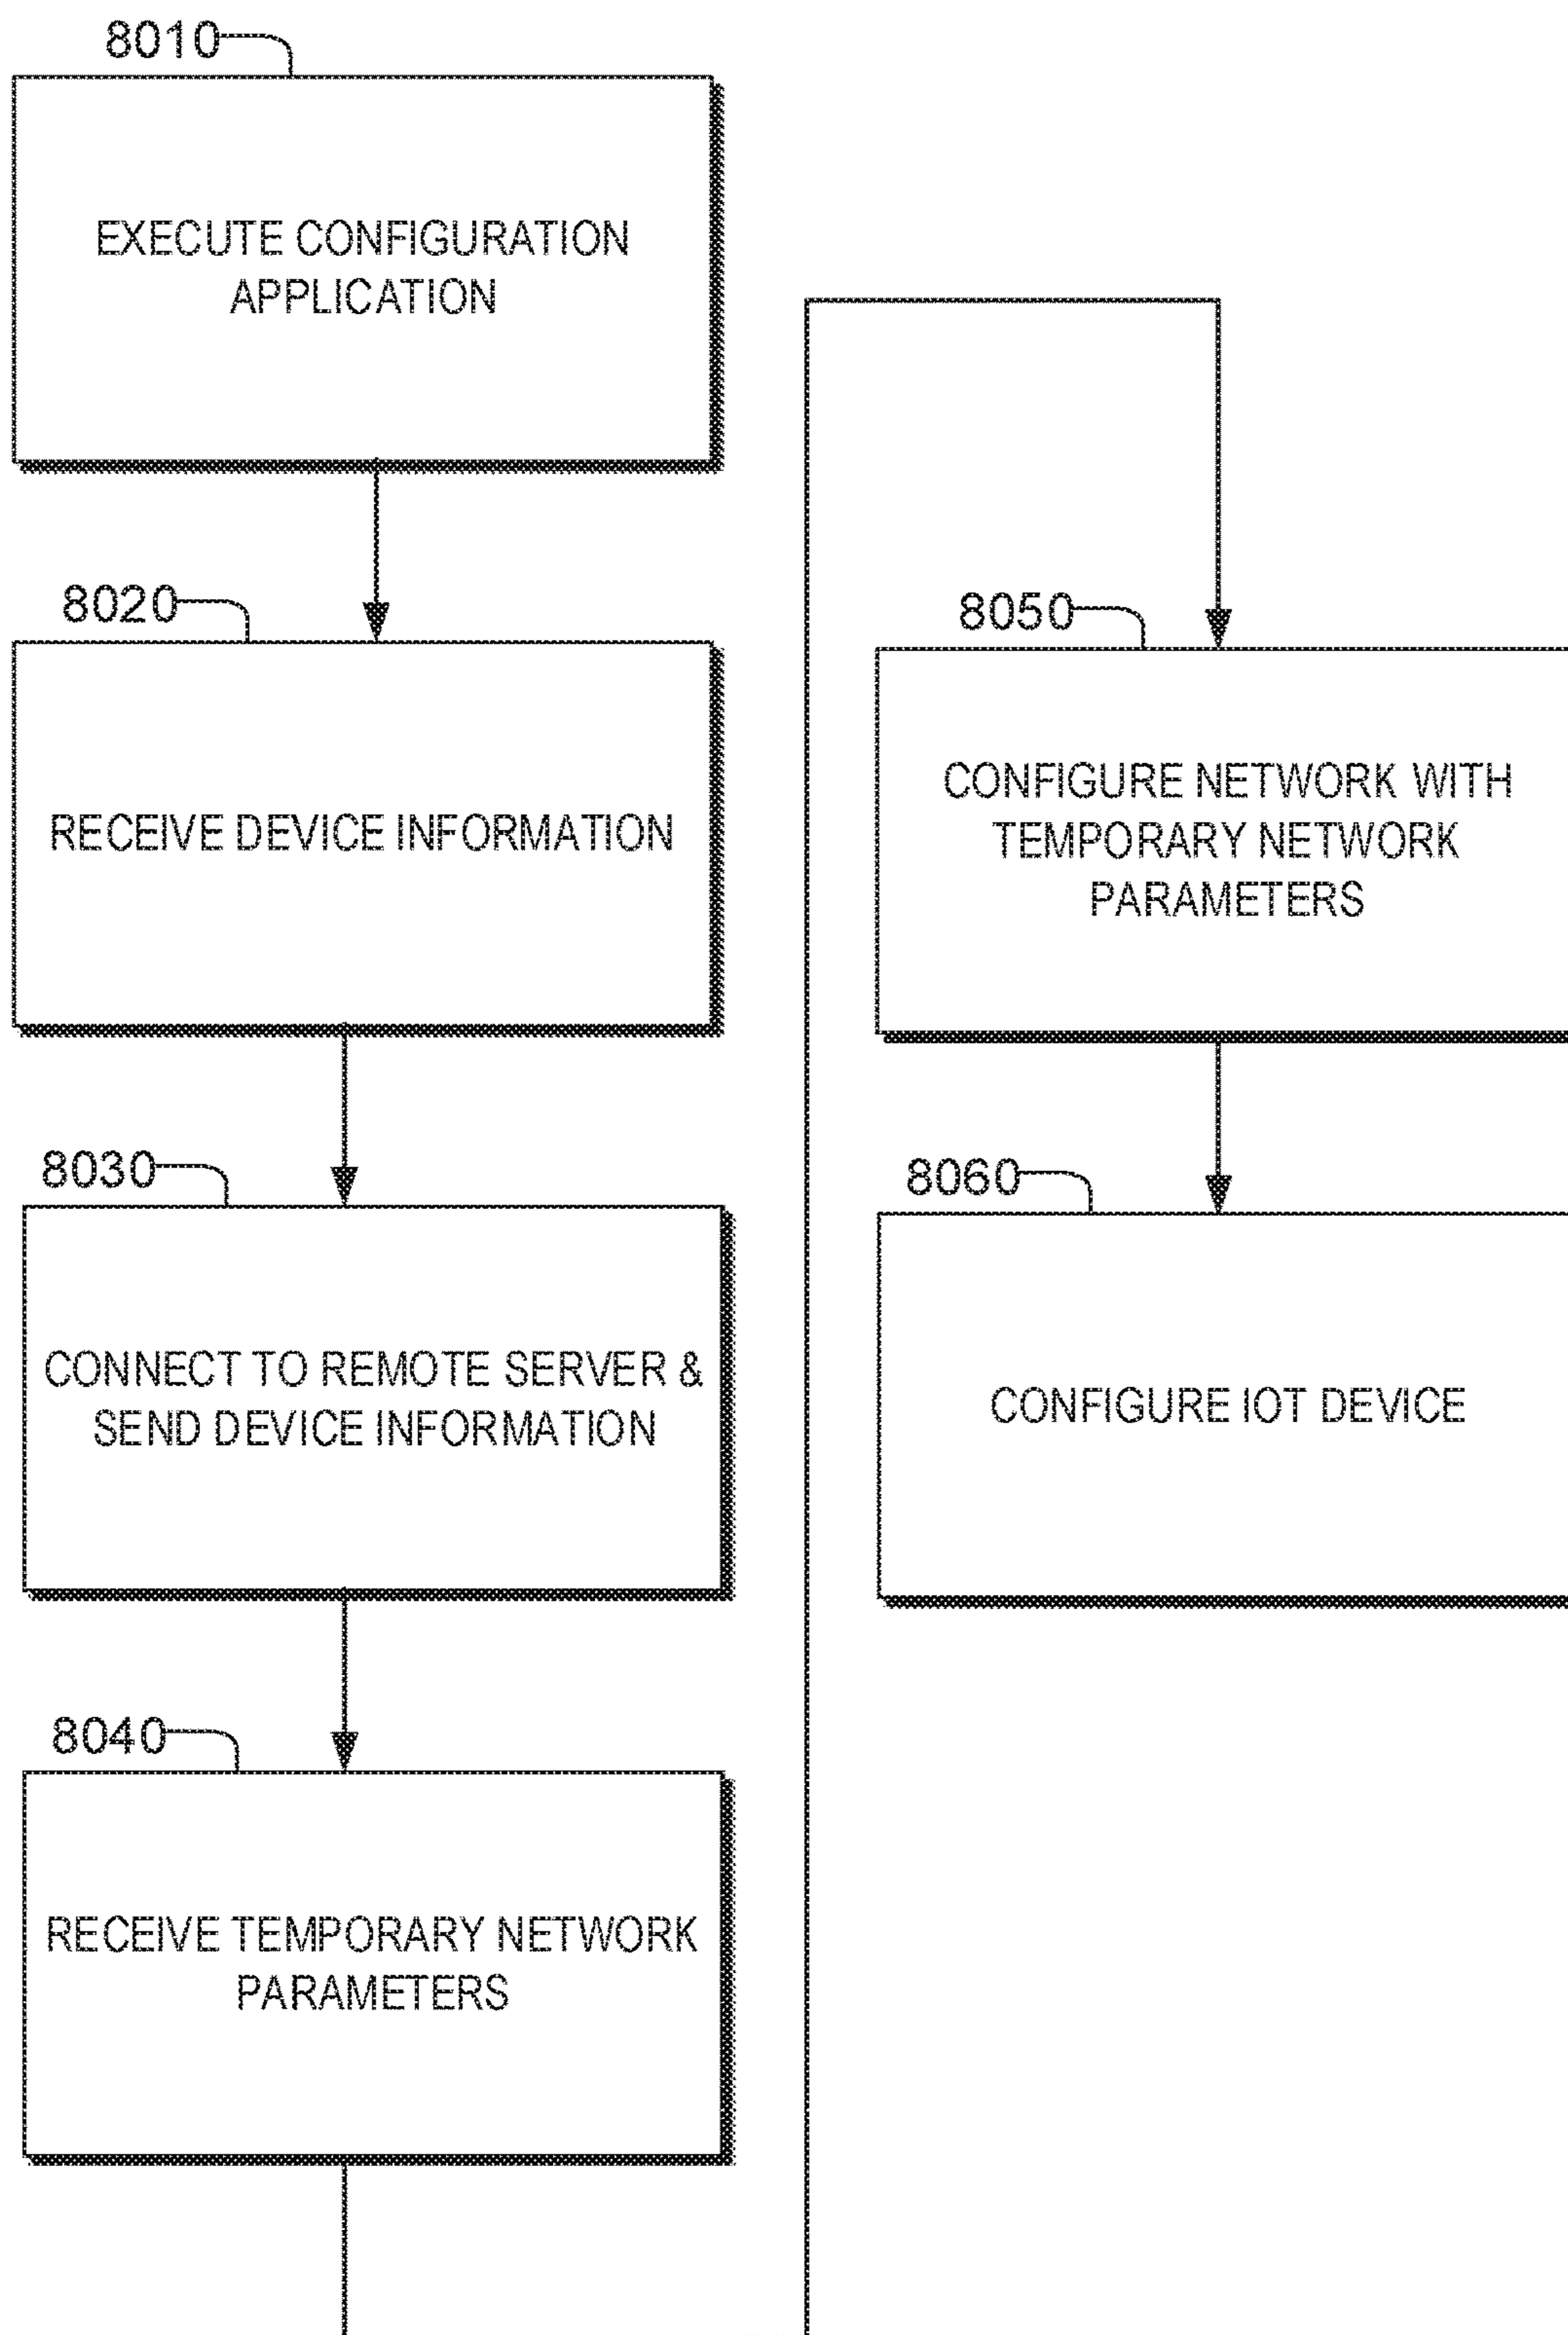 8010
EXECUTE CONFIGURATION
APPLICATION
8020
RECEIVE DEVICE INFORMATION
8030
CONNECT TO REMOTE SERVER &
SEND DEVICE INFORMATION
8040
RECEIVE TEMPORARY NETWORK
PARAMETERS
8050
CONFIGURE NETWORK WITH
TEMPORARY NETWORK
PARAMETERS
8060
CONFIGURE IOT DEVICE